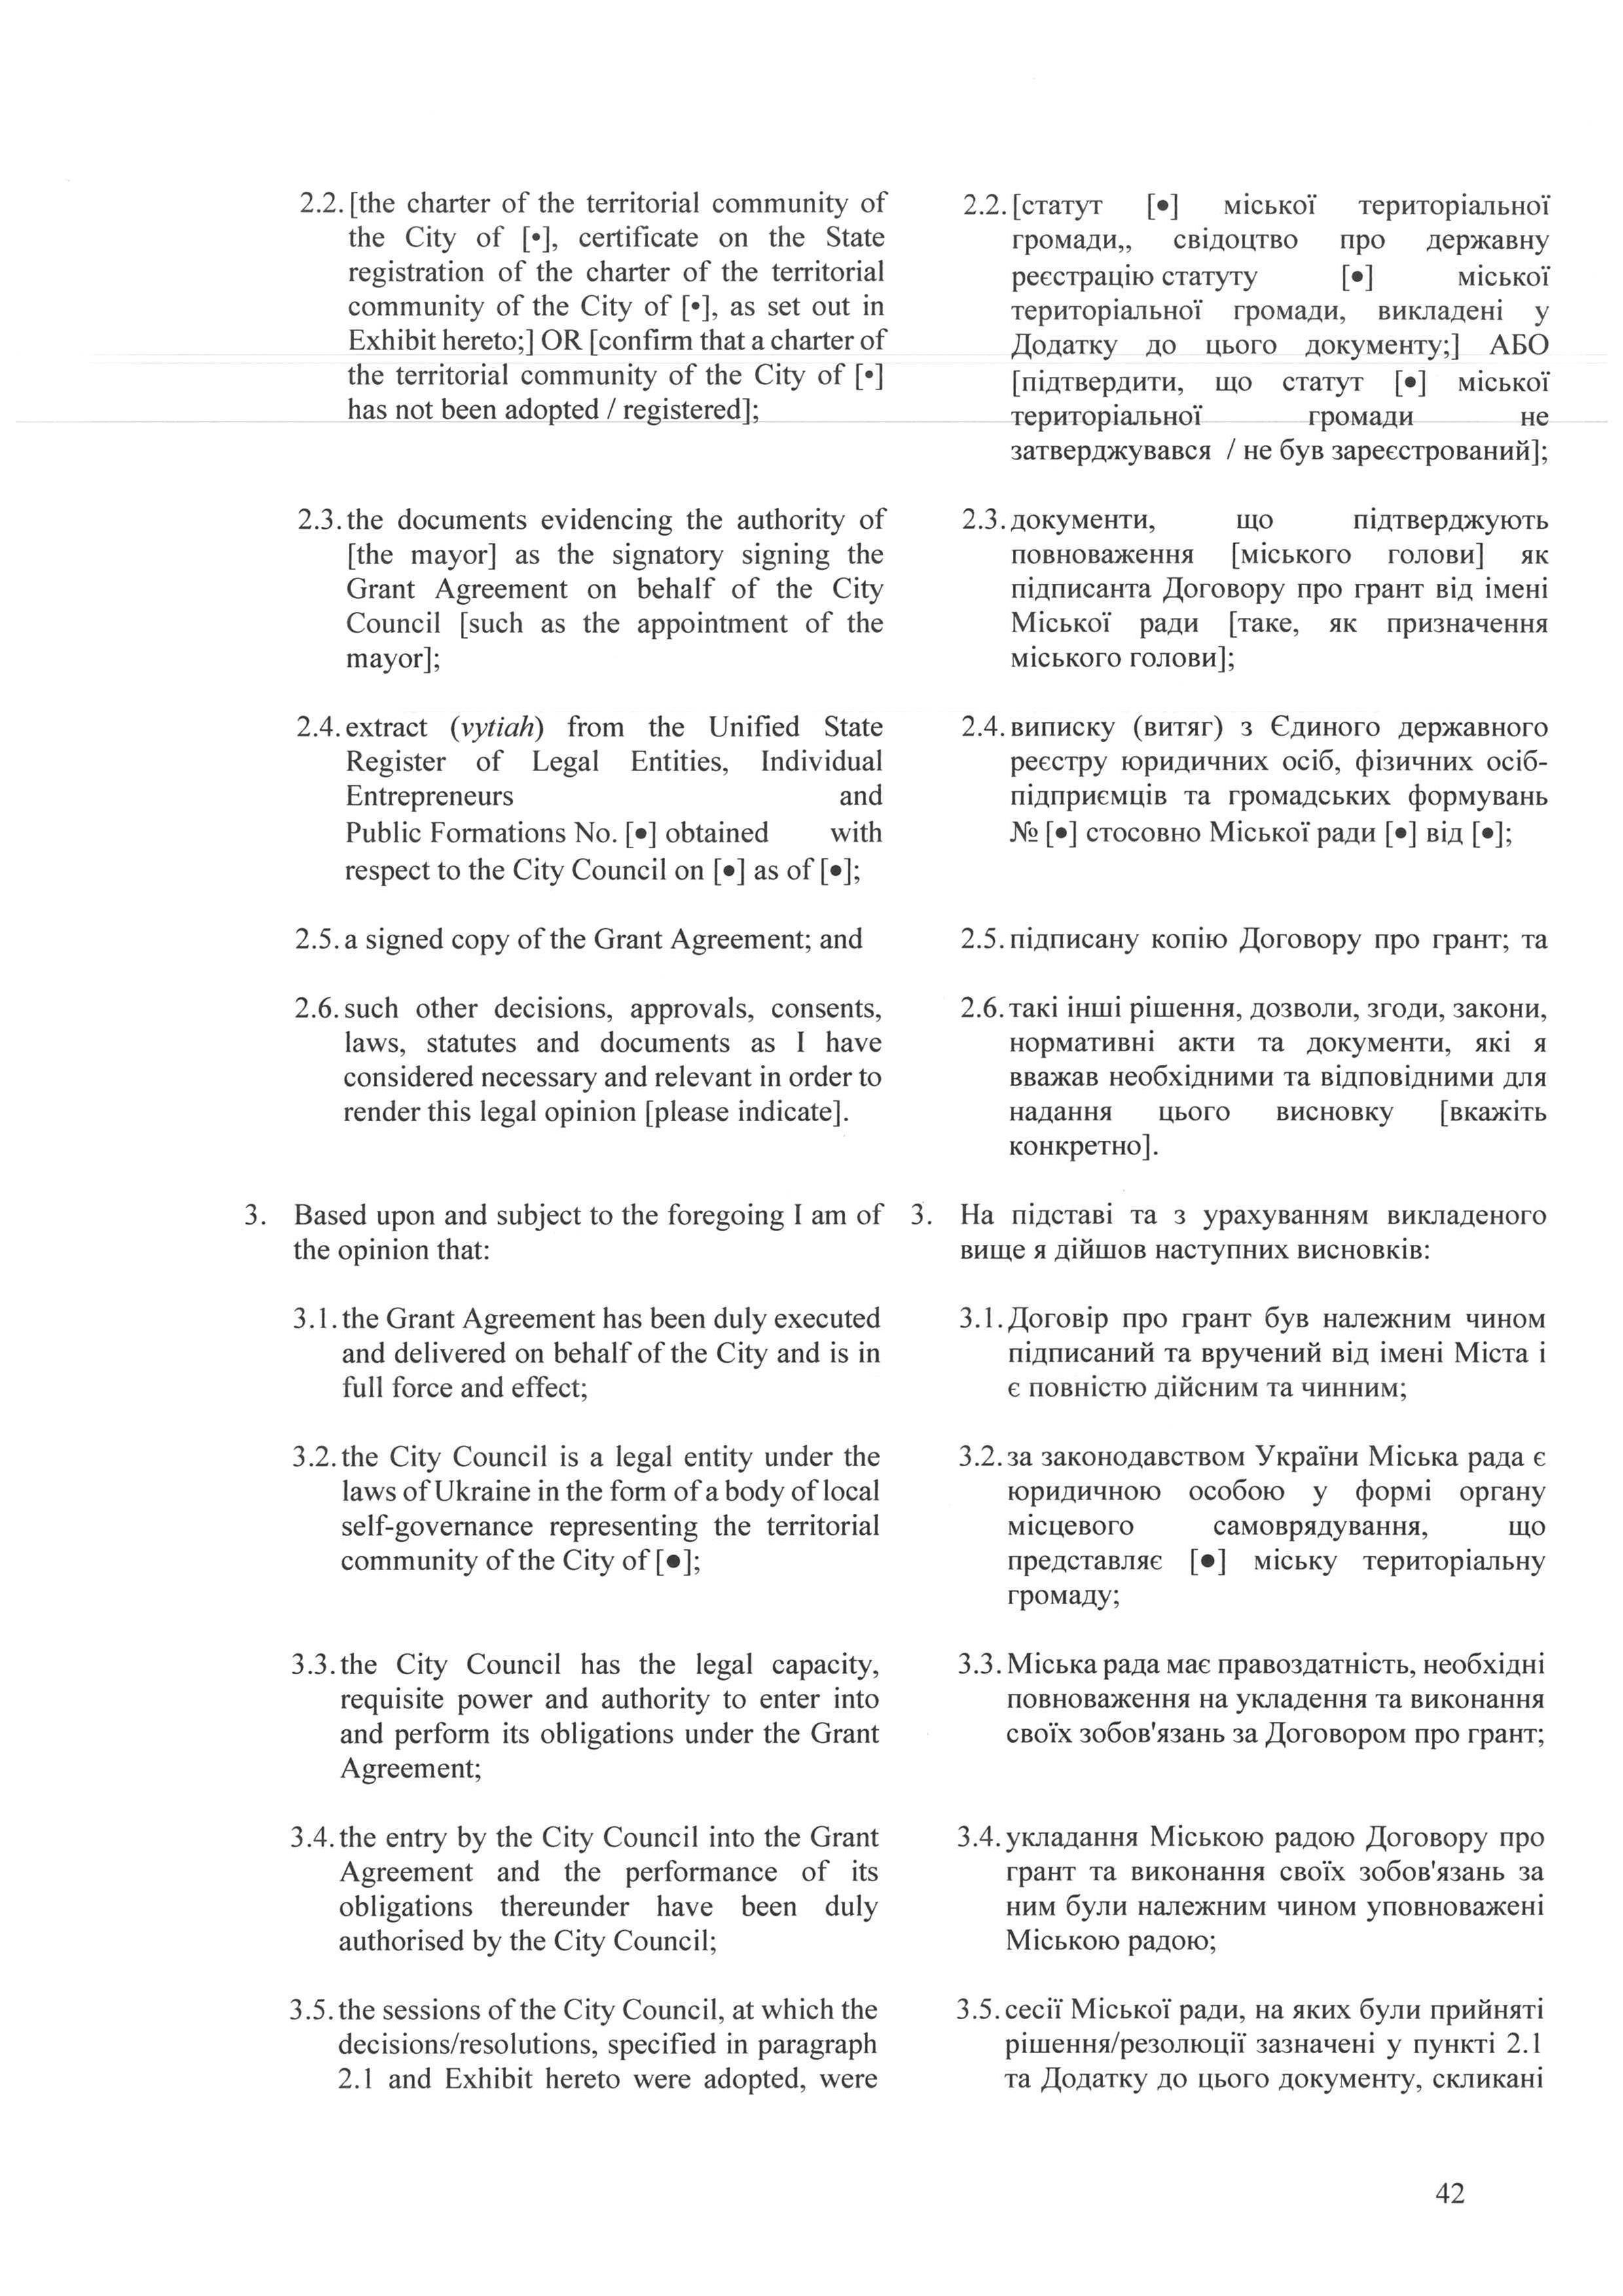 2.2. [the charter of the territorial community of
the City of [•], certificate on the State
registration of the charter of the territorial
community of the City of [•], as set out in
Exhibit hereto;] OR [confirm that a charter of
the territorial community of the City of [•]
has not been adopted / registered];
2.3. the documents evidencing the authority of
[the mayor] as the signatory signing the
Grant Agreement on behalf of the City
Council [such as the appointment of the
mayor];
2.4. extract (vytiah) from the Unified State
Register of Legal Entities, Individual
Entrepreneurs and
Public Formations No. [●] obtained with
respect to the City Council on [●] as of [●];
2.5. a signed copy of the Grant Agreement; and
2.6. such other decisions, approvals, consents,
laws, statutes and documents as I have
considered necessary and relevant in order to
render this legal opinion [please indicate].
3. Based upon and subject to the foregoing I am of
the opinion that:
3.1. the Grant Agreement has been duly executed
and delivered on behalf of the City and is in
full force and effect;
3.2. the City Council is a legal entity under the
laws of Ukraine in the form of a body of local
self-governance representing the territorial
community of the City of [●];
3.3. the City Council has the legal capacity,
requisite power and authority to enter into
and perform its obligations under the Grant
Agreement;
3.4. the entry by the City Council into the Grant
Agreement and the performance of its
obligations thereunder have been duly
authorised by the City Council;
3.5. the sessions of the City Council, at which the
decisions/resolutions, specified in paragraph
2.1 and Exhibit hereto were adopted, were
2.2. [статут [●] міської територіальної
громади,, свідоцтво про державну
реєстрацію статуту [●] міської
територіальної громади, викладені у
Додатку до цього документу;] АБО
[підтвердити, що статут [●] міської
територіальної громади не
затверджувався / не був зареєстрований];
2.3. документи, що підтверджують
повноваження [міського голови] як
підписанта Договору про грант від імені
Міської ради [таке, як призначення
міського голови];
2.4. виписку (витяг) з Єдиного державного
реєстру юридичних осіб, фізичних осіб-
підприємців та громадських формувань
№ [●] стосовно Міської ради [●] від [●];
2.5. підписану копію Договору про грант; та
2.6. такі інші рішення, дозволи, згоди, закони,
нормативні акти та документи, які я
вважав необхідними та відповідними для
надання цього висновку [вкажіть
конкретно].
3. На підставі та з урахуванням викладеного
вище я дійшов наступних висновків:
3.1. Договір про грант був належним чином
підписаний та вручений від імені Міста і
є повністю дійсним та чинним;
3.2. за законодавством України Міська рада є
юридичною особою у формі органу
місцевого самоврядування, що
представляє [●] міську територіальну
громаду;
3.3. Міська рада має правоздатність, необхідні
повноваження на укладення та виконання
своїх зобов'язань за Договором про грант;
3.4. укладання Міською радою Договору про
грант та виконання своїх зобов'язань за
ним були належним чином уповноважені
Міською радою;
3.5. сесії Міської ради, на яких були прийняті
рішення/резолюції зазначені у пункті 2.1
та Додатку до цього документу, скликані
42